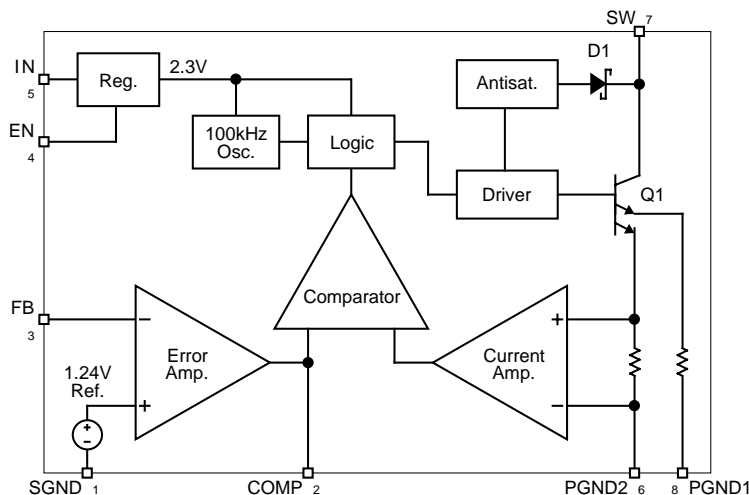 SW 7
D1
IN
5
Reg.
2.3V
Antisat.
EN
4
100kHz
Osc.
Logic
Driver
Q1
Comparator
FB
3
−
+
Error
Amp.
Current
Amp.
1.24V
Ref.
+
−
+
−
SGND 1
COMP 2
PGND2 6
8 PGND1